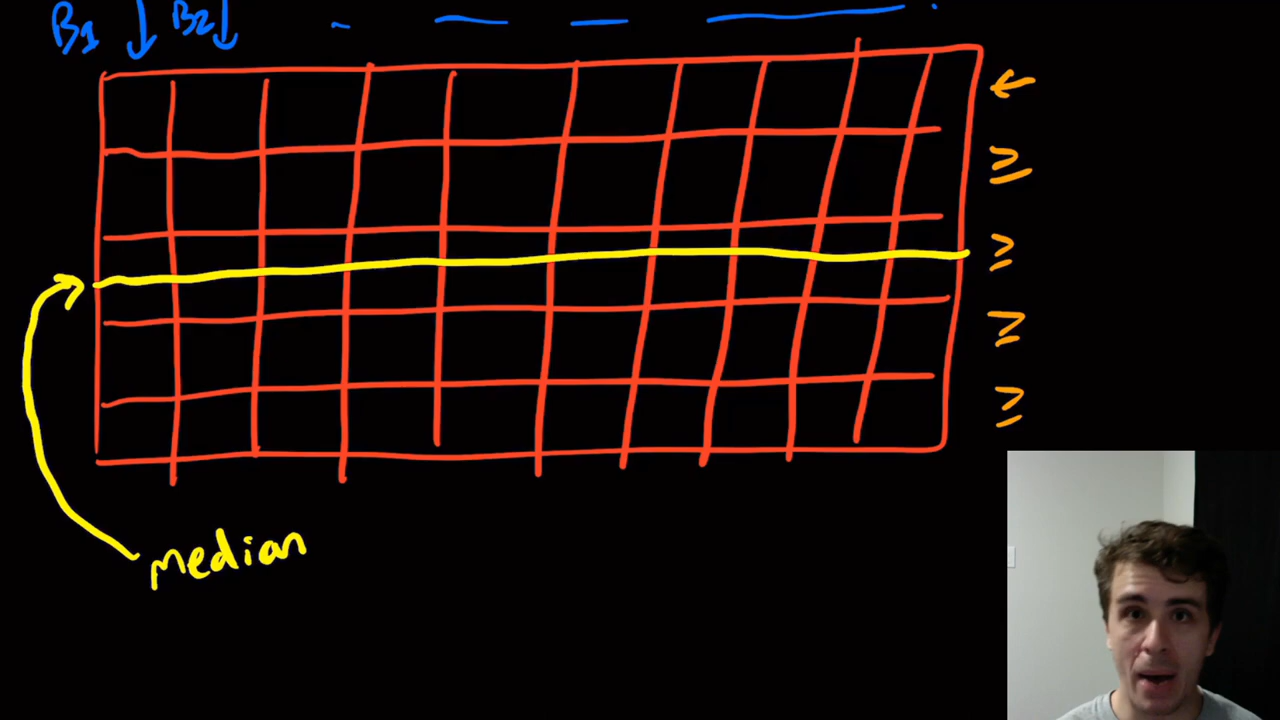 B1 ↓ B2 ↓
←
≥
≥
≥
≥
median